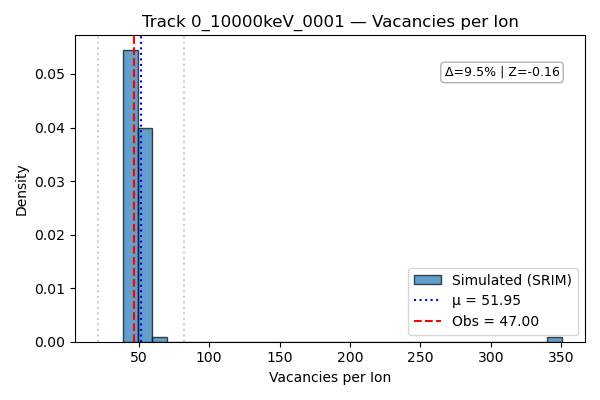 Track 0_10000keV_0001 — Vacancies per Ion
Δ=9.5% | Z=-0.16
Density
0.05
0.04
0.03
0.02
0.01
0.00
Simulated (SRIM)
μ = 51.95
Obs = 47.00
50
100
150
200
250
300
350
Vacancies per Ion